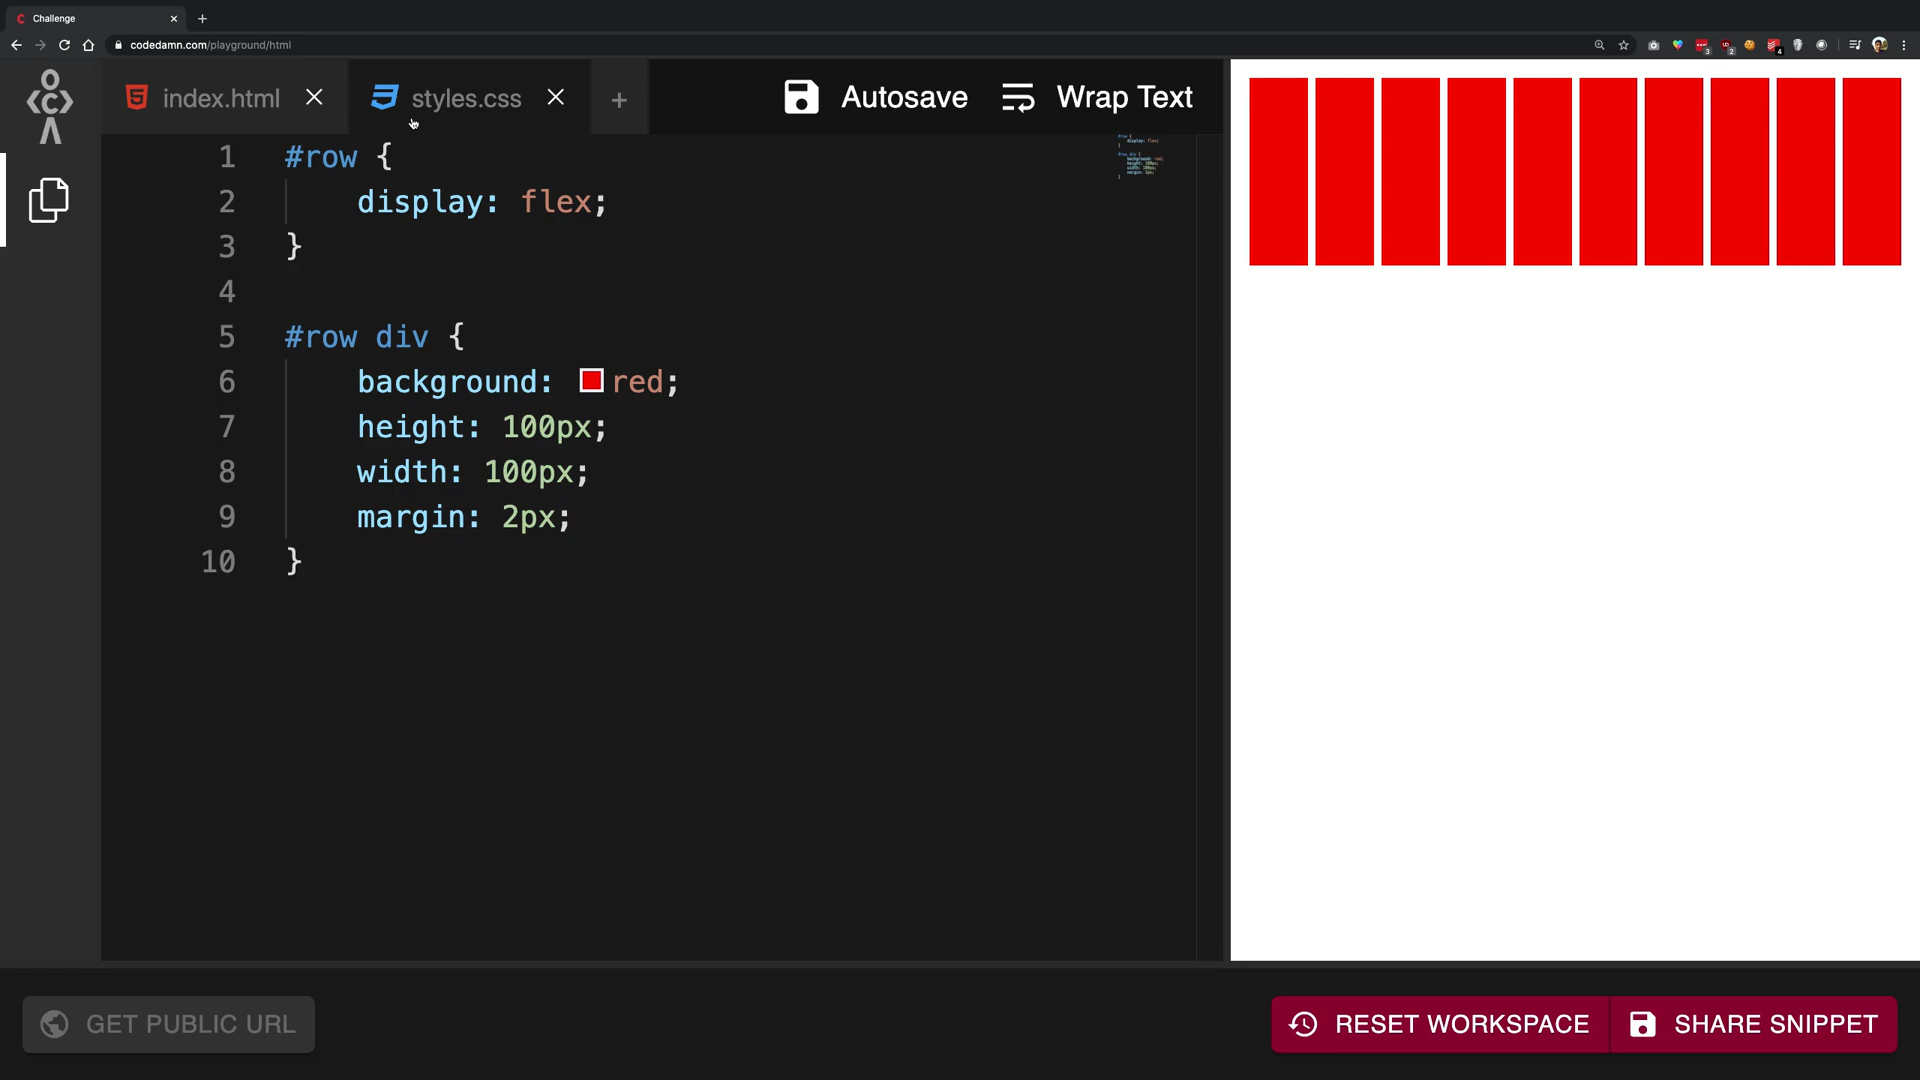 Challenge
codedamn.com/playground/html
index.html
styles.css
Autosave
Wrap Text
1 #row {
2 display: flex;
3 }
4
5 #row div {
6 background: red;
7 height: 100px;
8 width: 100px;
9 margin: 2px;
10 }
GET PUBLIC URL
RESET WORKSPACE
SHARE SNIPPET